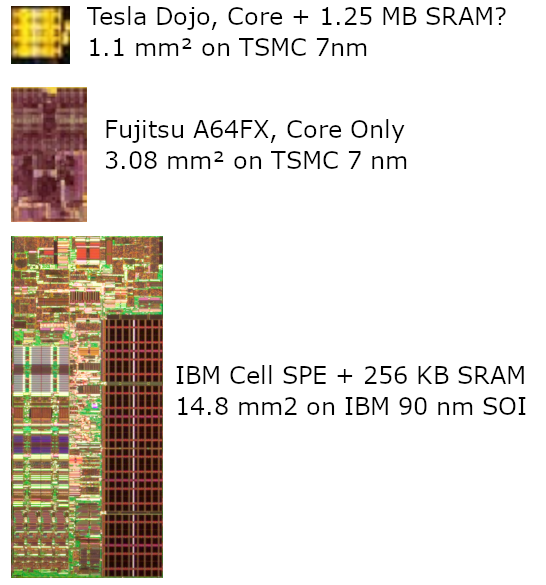 Tesla Dojo, Core + 1.25 MB SRAM?
1.1 mm² on TSMC 7nm
Fujitsu A64FX, Core Only
3.08 mm² on TSMC 7 nm
IBM Cell SPE + 256 KB SRAM
14.8 mm2 on IBM 90 nm SOI